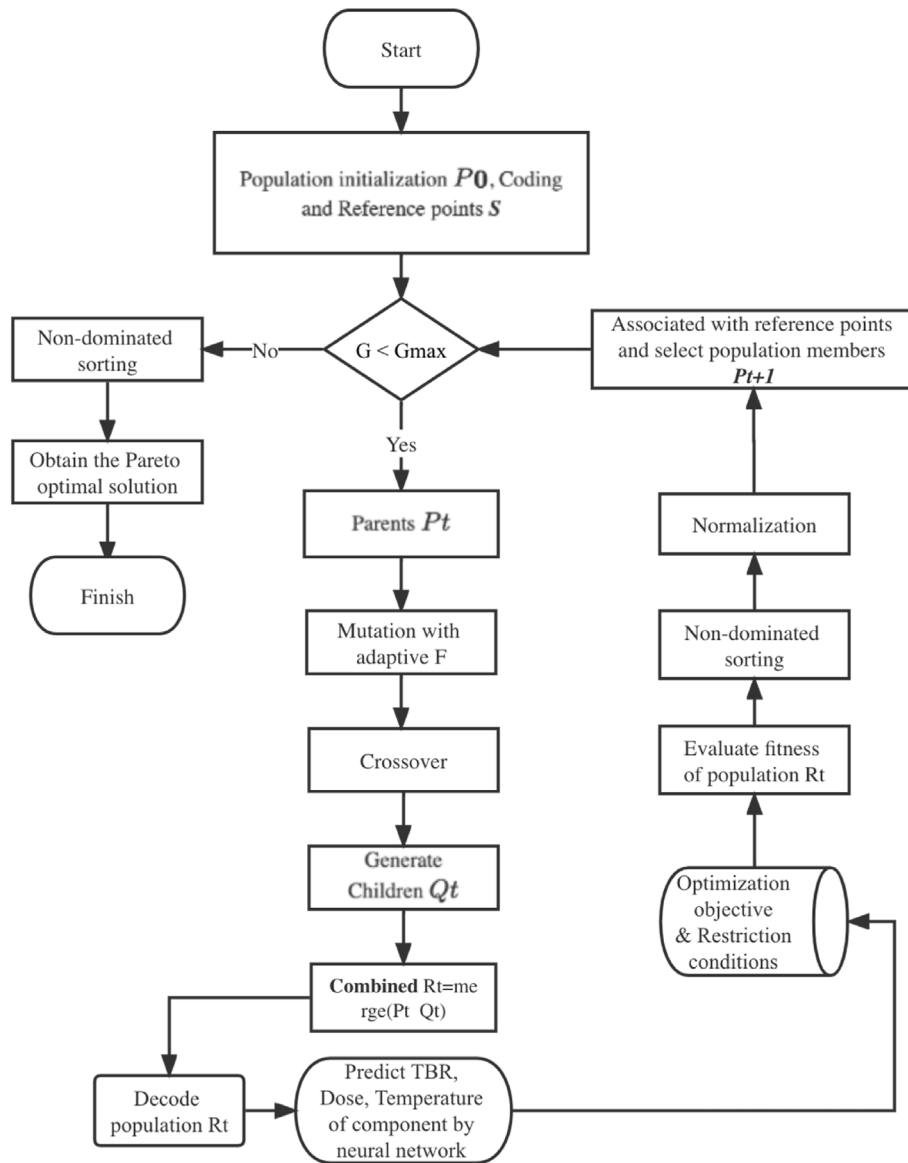 Start
Population initialization P0, Coding
and Reference points S
G < Gmax
No
Non-dominated
sorting
Obtain the Pareto
optimal solution
Finish
Yes
Parents Pt
Mutation with
adaptive F
Crossover
Generate
Children Qt
Combined Rt=me
rge(Pt Qt)
Decode
population Rt
Predict TBR,
Dose, Temperature
of component by
neural network
Optimization
objective
& Restriction
conditions
Evaluate fitness
of population Rt
Non-dominated
sorting
Normalization
Associated with reference points
and select population members
Pt+1